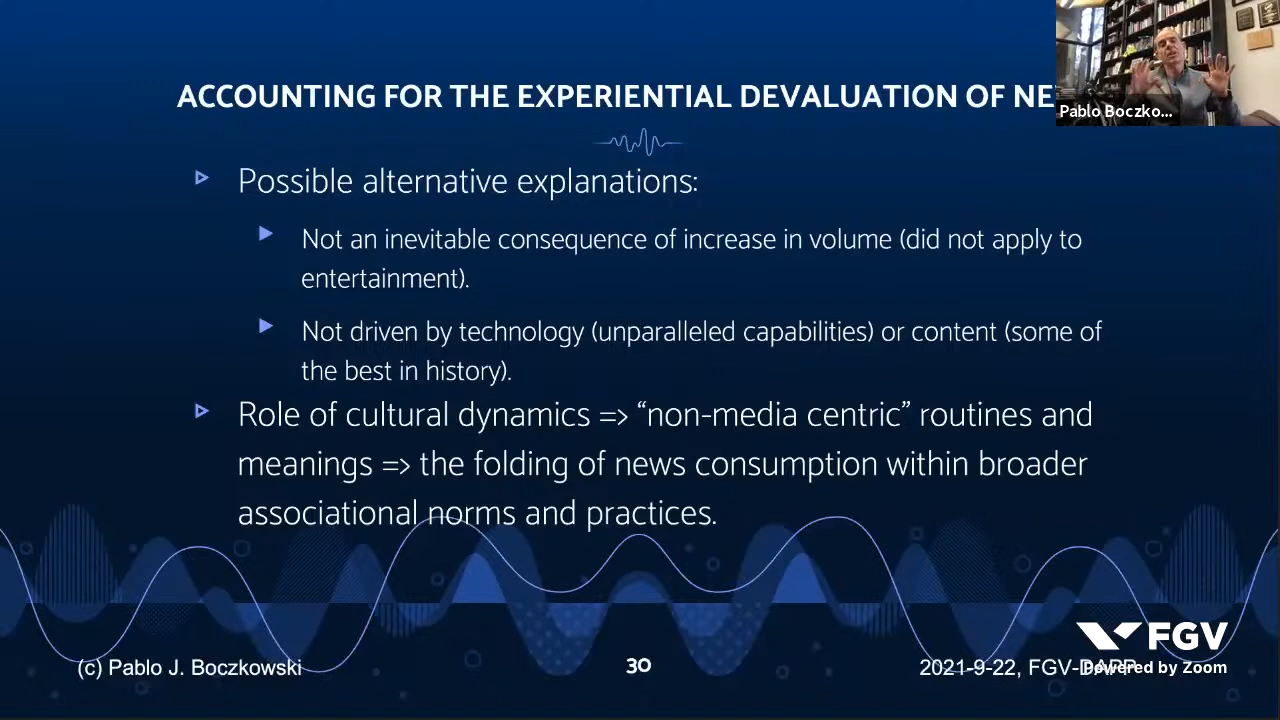 ACCOUNTING FOR THE EXPERIENTIAL DEVALUATION OF NE
Pablo Boczko...
Possible alternative explanations:
Not an inevitable consequence of increase in volume (did not apply to
entertainment).
Not driven by technology (unparalleled capabilities) or content (some of
the best in history).
Role of cultural dynamics => “non-media centric” routines and
meanings => the folding of news consumption within broader
associational norms and practices.
FGV
(c) Pablo J. Boczkowski
30
2021-9-22, FGV-DAPP
Powered by Zoom